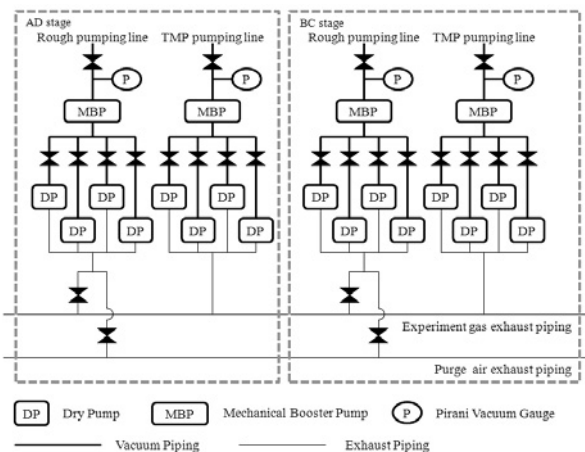 AD stage
Rough pumping line TMP pumping line
P P
MBP MBP
DP DP DP DP
DP DP DP DP
BC stage
Rough pumping line TMP pumping line
P P
MBP MBP
DP DP DP DP
DP DP DP DP
Experiment gas exhaust piping
Purge air exhaust piping
DP Dry Pump MBP Mechanical Booster Pump P Pirani Vacuum Gauge
Vacuum Piping Exhaust Piping